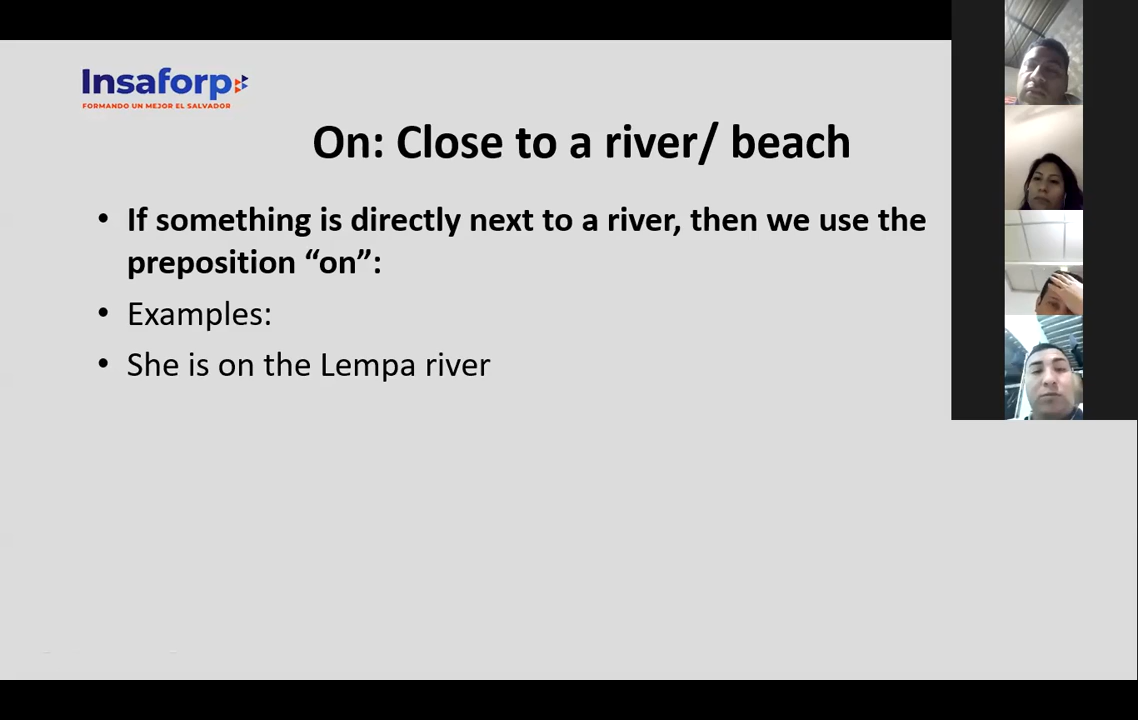 Insaforp
FORMANDO UN MEJOR EL SALVADOR
On: Close to a river/ beach
• If something is directly next to a river, then we use the
preposition “on”:
• Examples:
• She is on the Lempa river